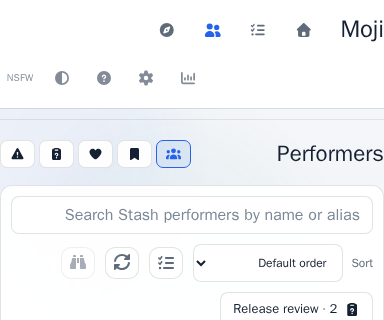 Moji
NSFW
Performers
Search Stash performers by name or alias
Sort
Default order
Release review · 2